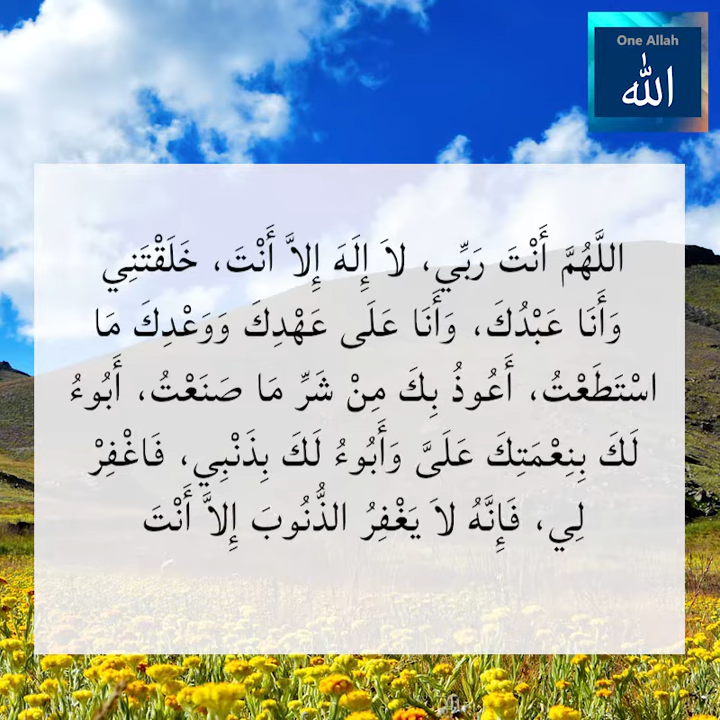 One Allah
الله
اللَّهُمَّ أَنْتَ رَبِّي، لاَ إِلَهَ إِلاَّ أَنْتَ، خَلَقْتَنِي
وَأَنَا عَبْدُكَ، وَأَنَا عَلَى عَهْدِكَ وَوَعْدِكَ مَا
اسْتَطَعْتُ، أَعُوذُ بِكَ مِنْ شَرِّ مَا صَنَعْتُ، أَبُوءُ
لَكَ بِنِعْمَتِكَ عَلَىَّ وَأَبُوءُ لَكَ بِذَنْبِي، فَاغْفِرْ
لِي، فَإِنَّهُ لاَ يَغْفِرُ الذُّنُوبَ إِلاَّ أَنْتَ